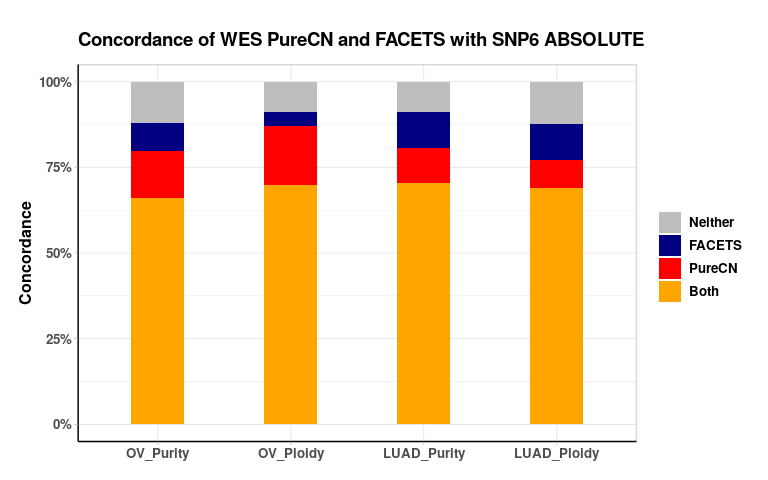 Concordance of WES PureCN and FACETS with SNP6 ABSOLUTE
Concordance
100%
75%
50%
25%
0%
OV_Purity OV_Ploidy LUAD_Purity LUAD_Ploidy
Neither
FACETS
PureCN
Both